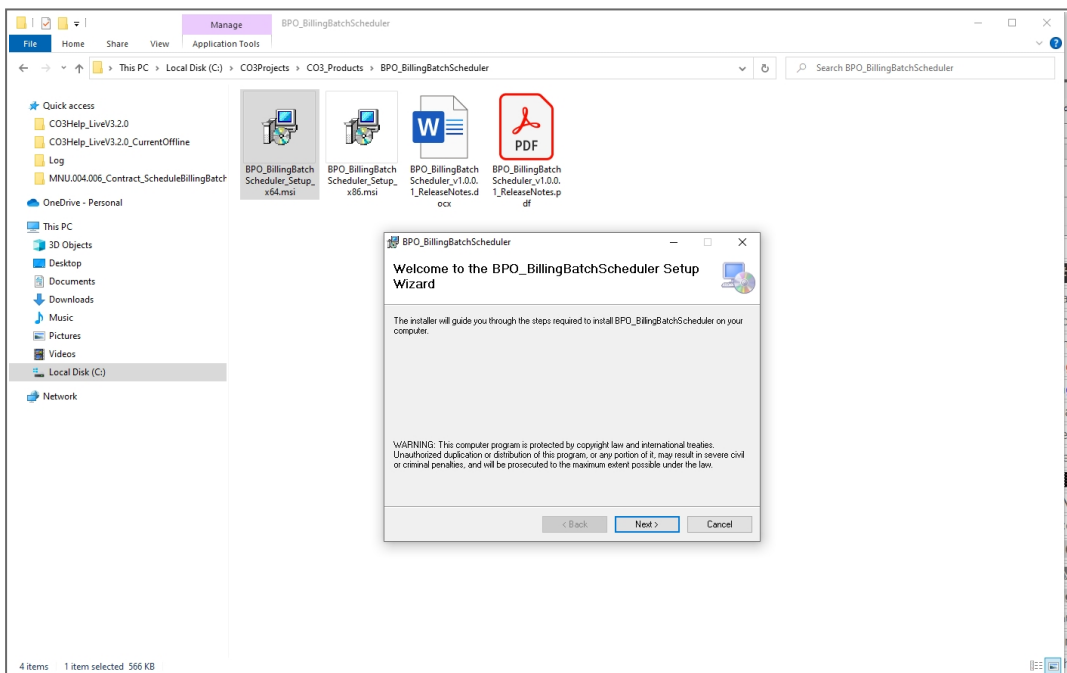 Manage
BPO_BillingBatchScheduler
File
Home
Share
View
Application Tools
This PC > Local Disk (C:) > CO3Projects > CO3_Products > BPO_BillingBatchScheduler
Search BPO_BillingBatchScheduler
Quick access
CO3Help_LiveV3.2.0
CO3Help_LiveV3.2.0_CurrentOffline
Log
MNU.004.006_Contract_ScheduleBillingBatch
OneDrive - Personal
This PC
3D Objects
Desktop
Documents
Downloads
Music
Pictures
Videos
Local Disk (C:)
Network
BPO_BillingBatch
Scheduler_Setup_
x64.msi
BPO_BillingBatch
Scheduler_Setup_
x86.msi
W
BPO_BillingBatch
Scheduler_v1.0.0.
1_ReleaseNotes.d
ocx
PDF
BPO_BillingBatch
Scheduler_v1.0.0.
1_ReleaseNotes.p
df
BPO_BillingBatchScheduler
Welcome to the BPO_BillingBatchScheduler Setup
Wizard
The installer will guide you through the steps required to install BPO_BillingBatchScheduler on your
computer.
WARNING: This computer program is protected by copyright law and international treaties.
Unauthorized duplication or distribution of this program, or any portion of it, may result in severe civil
or criminal penalties, and will be prosecuted to the maximum extent possible under the law.
< Back
Next >
Cancel
4 items
1 item selected 566 KB